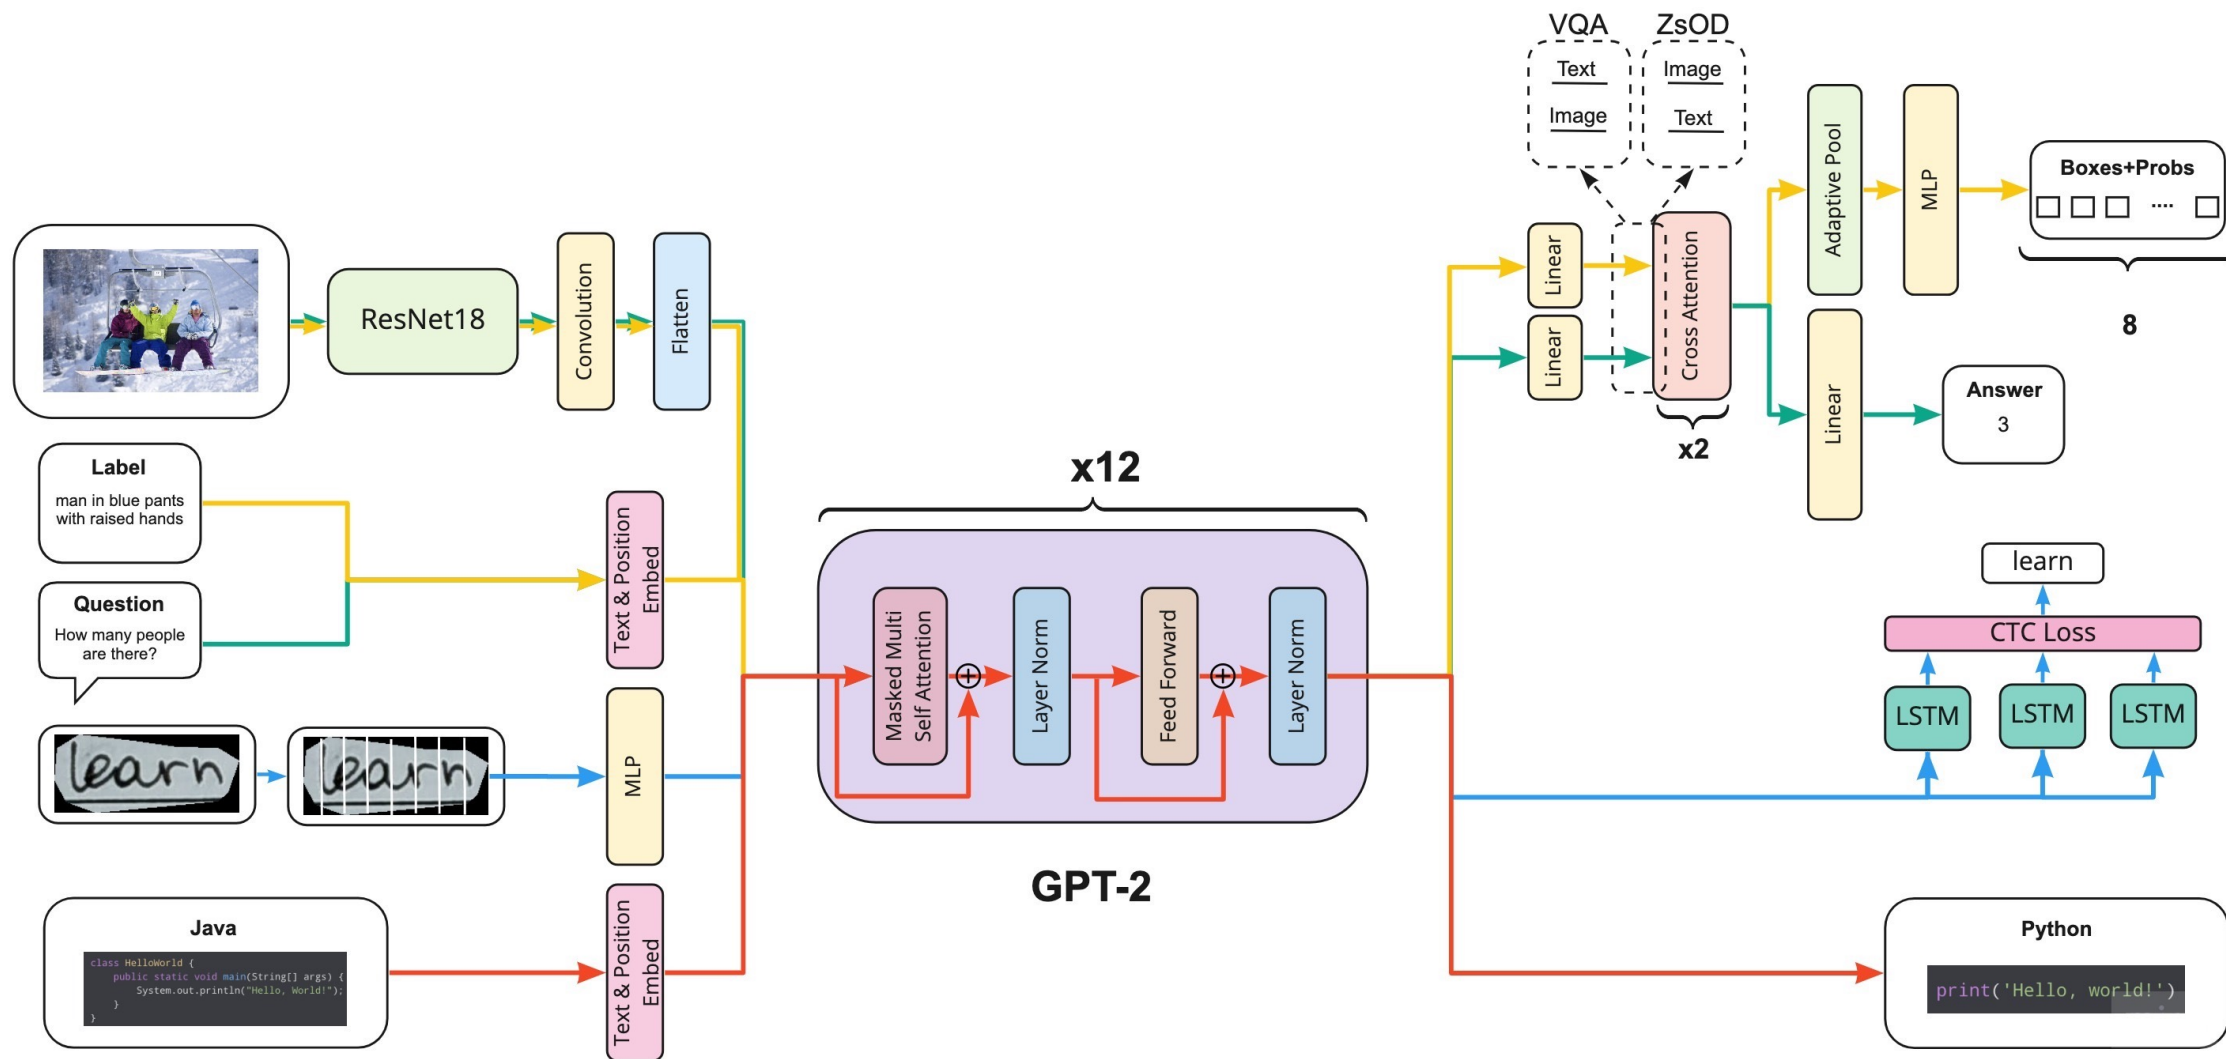 VQA
Text
Image
ZsOD
Image
Text
ResNet18
Convolution
Flatten
Linear
Linear
Cross Attention
x2
Adaptive Pool
MLP
Boxes+Probs
....
8
Linear
Answer
3
Label
man in blue pants
with raised hands
Question
How many people
are there?
Text & Position
Embed
learn
learn
MLP
Java
class HelloWorld {
public static void main(String[] args) {
System.out.println("Hello, World!");
}
}
Text & Position
Embed
x12
Masked Multi
Self Attention
Layer Norm
Feed Forward
Layer Norm
GPT-2
learn
CTC Loss
LSTM
LSTM
LSTM
Python
print('Hello, world!')